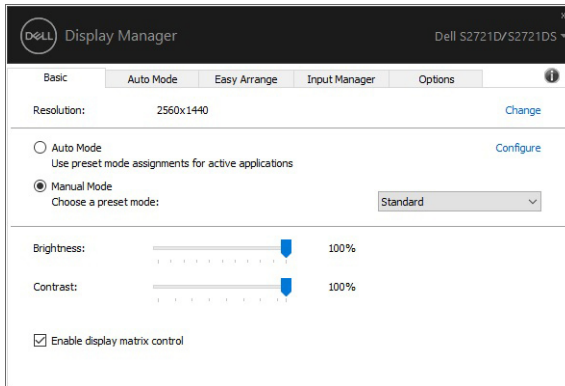 DELL Display Manager
Dell S2721D/S2721DS
Basic Auto Mode Easy Arrange Input Manager Options
Resolution: 2560x1440 Change
Auto Mode Configure
Use preset mode assignments for active applications
Manual Mode
Choose a preset mode: Standard
Brightness: 100%
Contrast: 100%
Enable display matrix control